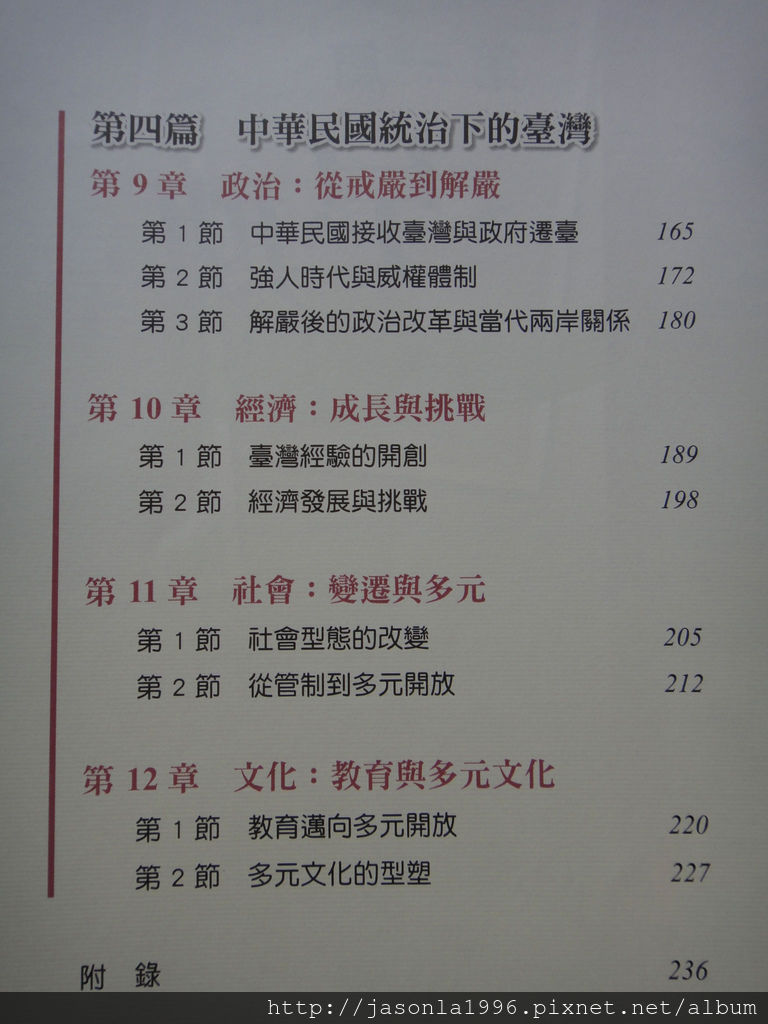 第四篇 中華民國統治下的臺灣
第 9 章 政治：從戒嚴到解嚴
第 1 節 中華民國接收臺灣與政府遷臺 165
第 2 節 強人時代與威權體制 172
第 3 節 解嚴後的政治改革與當代兩岸關係 180
第 10 章 經濟：成長與挑戰
第 1 節 臺灣經驗的開創 189
第 2 節 經濟發展與挑戰 198
第 11 章 社會：變遷與多元
第 1 節 社會型態的改變 205
第 2 節 從管制到多元開放 212
第 12 章 文化：教育與多元文化
第 1 節 教育邁向多元開放 220
第 2 節 多元文化的型塑 227
附 錄 236
http://jasonla1996.pixnet.net/album